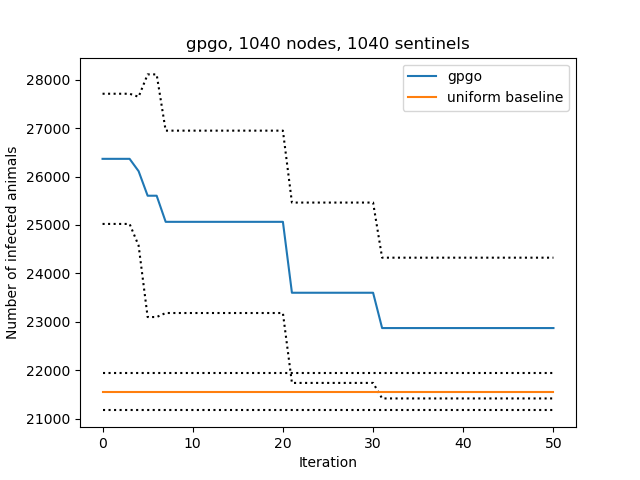 gpgo, 1040 nodes, 1040 sentinels
gpgo
uniform baseline
28000
27000
26000
25000
24000
23000
22000
21000
Number of infected animals
0 10 20 30 40 50
Iteration